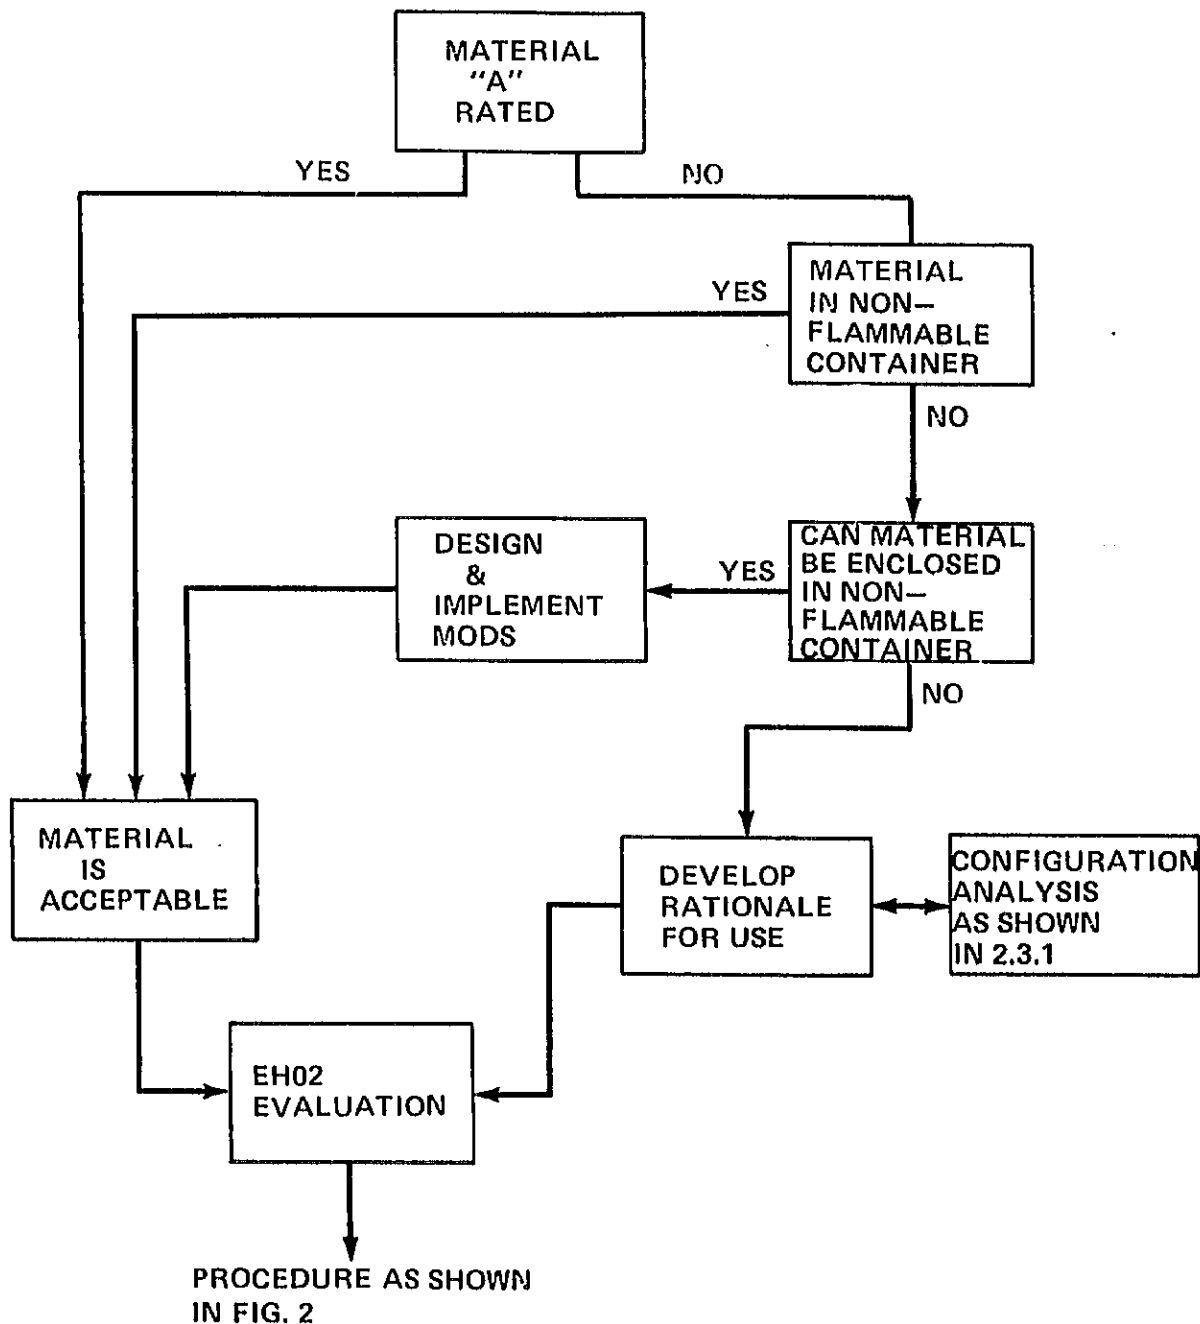 MATERIAL
"A"
RATED
YES
NO
MATERIAL
IN NON–
FLAMMABLE
CONTAINER
YES
NO
CAN MATERIAL
BE ENCLOSED
IN NON–
FLAMMABLE
CONTAINER
YES
DESIGN
&
IMPLEMENT
MODS
NO
MATERIAL
IS
ACCEPTABLE
DEVELOP
RATIONALE
FOR USE
CONFIGURATION
ANALYSIS
AS SHOWN
IN 2.3.1
EH02
EVALUATION
PROCEDURE AS SHOWN
IN FIG. 2